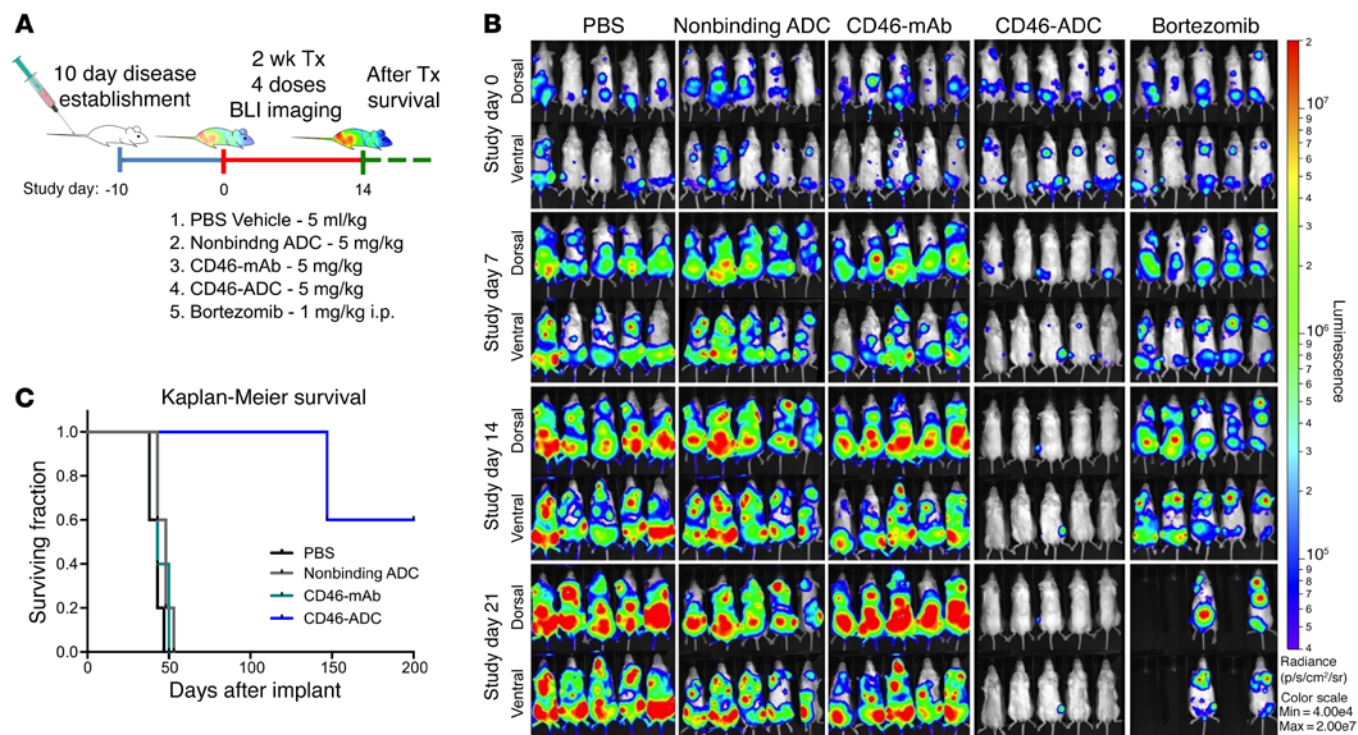 A
10 day disease
establishment
2 wk Tx
4 doses
BLI imaging
After Tx
survival
Study day: -10
0
14
1. PBS Vehicle - 5 ml/kg
2. Nonbindng ADC - 5 mg/kg
3. CD46-mAb - 5 mg/kg
4. CD46-ADC - 5 mg/kg
5. Bortezomib - 1 mg/kg i.p.
B
PBS Nonbinding ADC CD46-mAb CD46-ADC Bortezomib
Study day 0
Dorsal
Ventral
Study day 7
Dorsal
Ventral
Study day 14
Dorsal
Ventral
Study day 21
Dorsal
Ventral
2
10⁷
9
8
7
6
5
4
3
2
10⁶
9
8
7
6
5
4
3
2
10⁵
9
8
7
6
5
4
Luminescence
Radiance
(p/s/cm²/sr)
Color scale
Min = 4.00e4
Max = 2.00e7
C
Kaplan-Meier survival
Surviving fraction
1.0
0.8
0.6
0.4
0.2
0.0
0 50 100 150 200
Days after implant
PBS
Nonbinding ADC
CD46-mAb
CD46-ADC